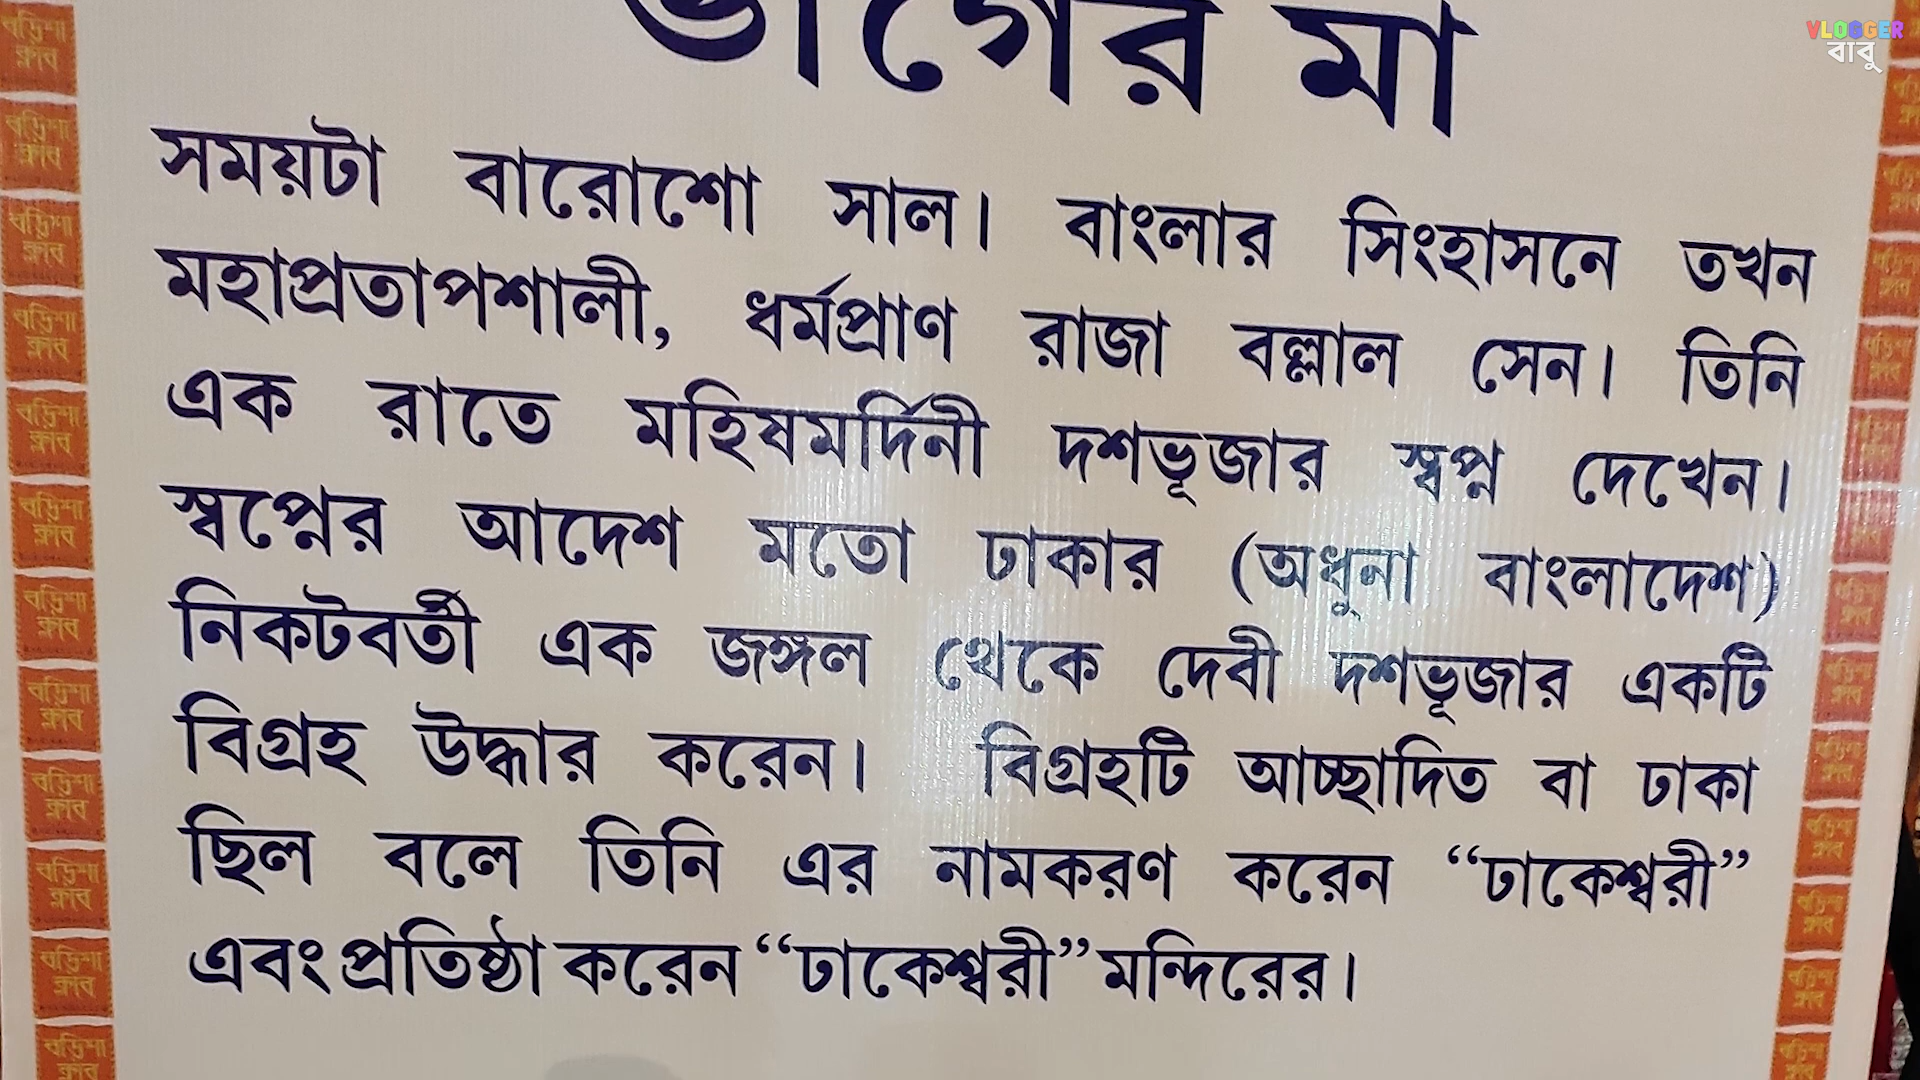 ভাগের মা
VLOGGER
বাবু
সময়টা বারোশো সাল। বাংলার সিংহাসনে তখন
মহাপ্রতাপশালী, ধর্মপ্রাণ রাজা বল্লাল সেন। তিনি
এক রাতে মহিষমর্দিনী দশভূজার স্বপ্ন দেখেন।
স্বপ্নের আদেশ মতো ঢাকার (অধুনা বাংলাদেশ)
নিকটবর্তী এক জঙ্গল থেকে দেবী দশভূজার একটি
বিগ্রহ উদ্ধার করেন। বিগ্রহটি আচ্ছাদিত বা ঢাকা
ছিল বলে তিনি এর নামকরণ করেন “ঢাকেশ্বরী”
এবং প্রতিষ্ঠা করেন “ঢাকেশ্বরী” মন্দিরের।
বড়িশা
ক্লাব